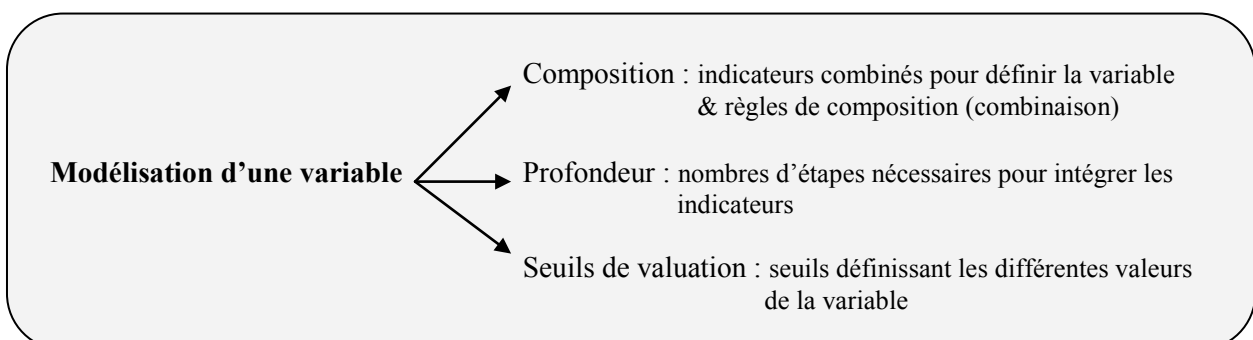 Composition : indicateurs combinés pour définir la variable
& règles de composition (combinaison)
Modélisation d’une variable
Profondeur : nombres d’étapes nécessaires pour intégrer les
indicateurs
Seuils de valuation : seuils définissant les différentes valeurs
de la variable